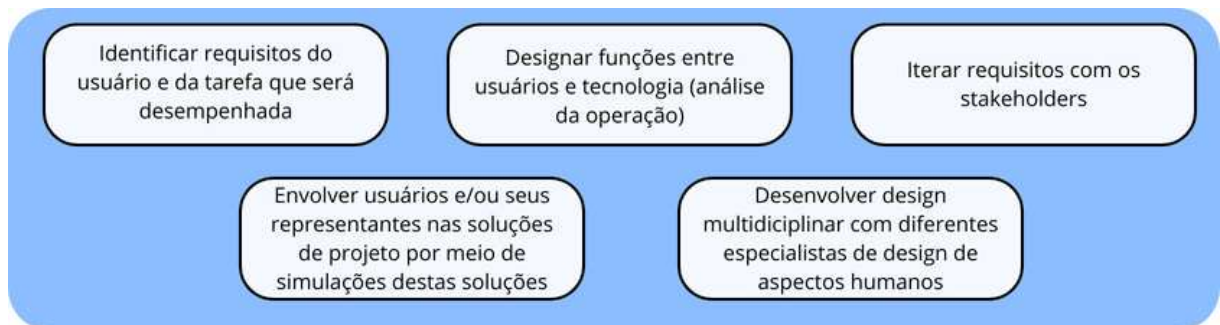 Identificar requisitos do
usuário e da tarefa que será
desempenhada
Designar funções entre
usuários e tecnologia (análise
da operação)
Iterar requisitos com os
stakeholders
Envolver usuários e/ou seus
representantes nas soluções
de projeto por meio de
simulações destas soluções
Desenvolver design
multidiciplinar com diferentes
especialistas de design de
aspectos humanos